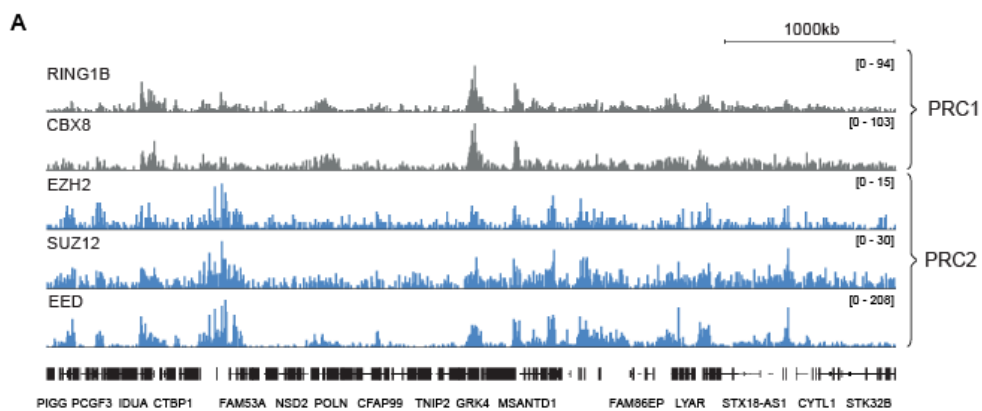 A
1000kb
RING1B
[0 - 94]
PRC1
CBX8
[0 - 103]
EZH2
[0 - 15]
SUZ12
[0 - 30]
PRC2
EED
[0 - 208]
PIGG PCGF3 IDUA CTBP1 FAM53A NSD2 POLN CFAP99 TNIP2 GRK4 MSANTD1 FAM86EP LYAR STX18-AS1 CYTL1 STK32B